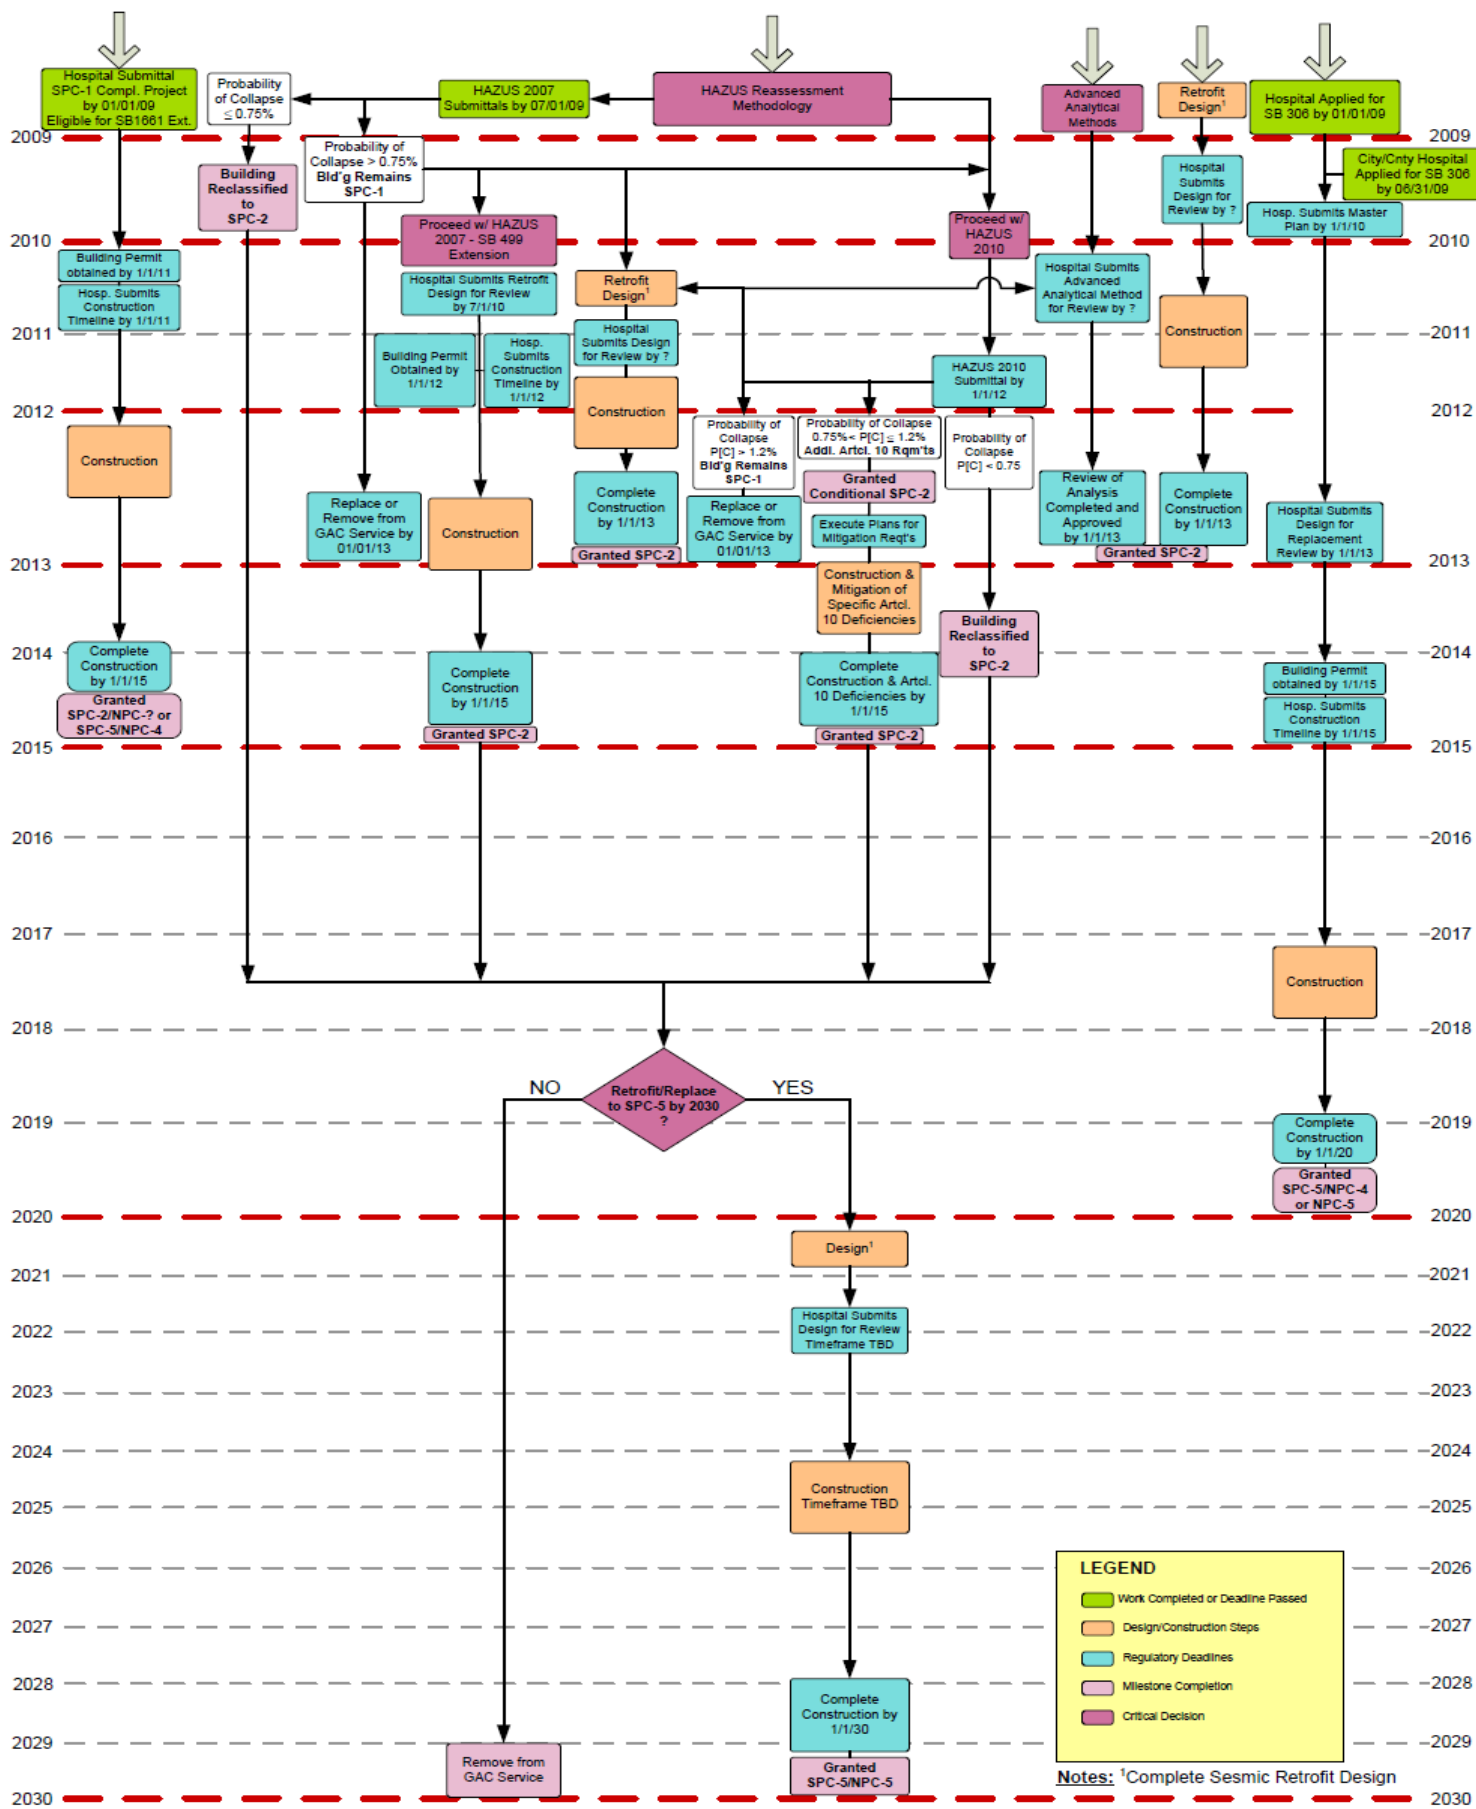 Hospital Submittal
SPC-1 Compl. Project
by 01/01/09
Eligible for SB1661 Ext.
Probability
of Collapse
≤ 0.75%
HAZUS 2007
Submittals by 07/01/09
HAZUS Reassessment
Methodology
Advanced
Analytical
Methods
Retrofit
Design¹
Hospital Applied for
SB 306 by 01/01/09
2009
2009
Probability of
Collapse > 0.75%
Bld'g Remains
SPC-1
City/Cnty Hospital
Applied for SB 306
by 06/31/09
Building
Reclassified
to
SPC-2
Hospital
Submits
Design for
Review by ?
Hosp. Submits Master
Plan by 1/1/10
Proceed w/ HAZUS
2007 - SB 499
Extension
Proceed w/
HAZUS
2010
2010
2010
Building Permit
obtained by 1/1/11
Hosp. Submits
Construction
Timeline by 1/1/11
Hospital Submits Retrofit
Design for Review
by 7/1/10
Retrofit
Design¹
Hospital Submits
Advanced
Analytical Method
for Review by ?
Construction
2011
2011
Hospital
Submits Design
for Review by ?
Building Permit
Obtained by
1/1/12
Hosp.
Submits
Construction
Timeline by
1/1/12
HAZUS 2010
Submittal by
1/1/12
Construction
2012
2012
Construction
Probability of
Collapse
P[C] > 1.2%
Bld'g Remains
SPC-1
Probability of Collapse
0.75%< P[C] ≤ 1.2%
Addl. Artcl. 10 Rqm'ts
Probability of
Collapse
P[C] < 0.75
Granted
Conditional SPC-2
Replace or
Remove from
GAC Service by
01/01/13
Construction
Complete
Construction
by 1/1/13
Granted SPC-2
Replace or
Remove from
GAC Service by
01/01/13
Execute Plans for
Mitigation Reqt's
Review of
Analysis
Completed and
Approved
by 1/1/13
Complete
Construction
by 1/1/13
Granted SPC-2
Hospital Submits
Design for
Replacement
Review by 1/1/13
2013
2013
Construction &
Mitigation of
Specific Artcl.
10 Deficiencies
Building
Reclassified
to
SPC-2
2014
2014
Complete
Construction
by 1/1/15
Granted
SPC-2/NPC-? or
SPC-5/NPC-4
Complete
Construction
by 1/1/15
Granted SPC-2
Complete
Construction & Artcl.
10 Deficiencies by
1/1/15
Granted SPC-2
Building Permit
obtained by 1/1/15
Hosp. Submits
Construction
Timeline by 1/1/15
2015
2015
2016
2016
2017
2017
Construction
2018
2018
NO
Retrofit/Replace
to SPC-5 by 2030
?
YES
2019
2019
Complete
Construction
by 1/1/20
Granted
SPC-5/NPC-4
or NPC-5
2020
2020
Design¹
2021
2021
Hospital Submits
Design for Review
Timeframe TBD
2022
2022
2023
2023
2024
2024
Construction
Timeframe TBD
2025
2025
2026
2026
LEGEND
Work Completed or Deadline Passed
Design/Construction Steps
Regulatory Deadlines
Milestone Completion
Critical Decision
2027
2027
2028
2028
Complete
Construction by
1/1/30
2029
2029
Remove from
GAC Service
Granted
SPC-5/NPC-5
Notes: ¹Complete Sesmic Retrofit Design
2030
2030